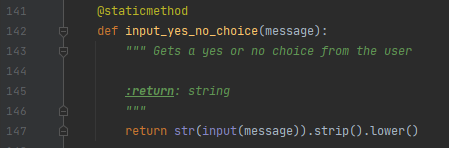 141 @staticmethod
142 def input_yes_no_choice(message):
143 """ Gets a yes or no choice from the user
144
145 :return: string
146 """
147 return str(input(message)).strip().lower()